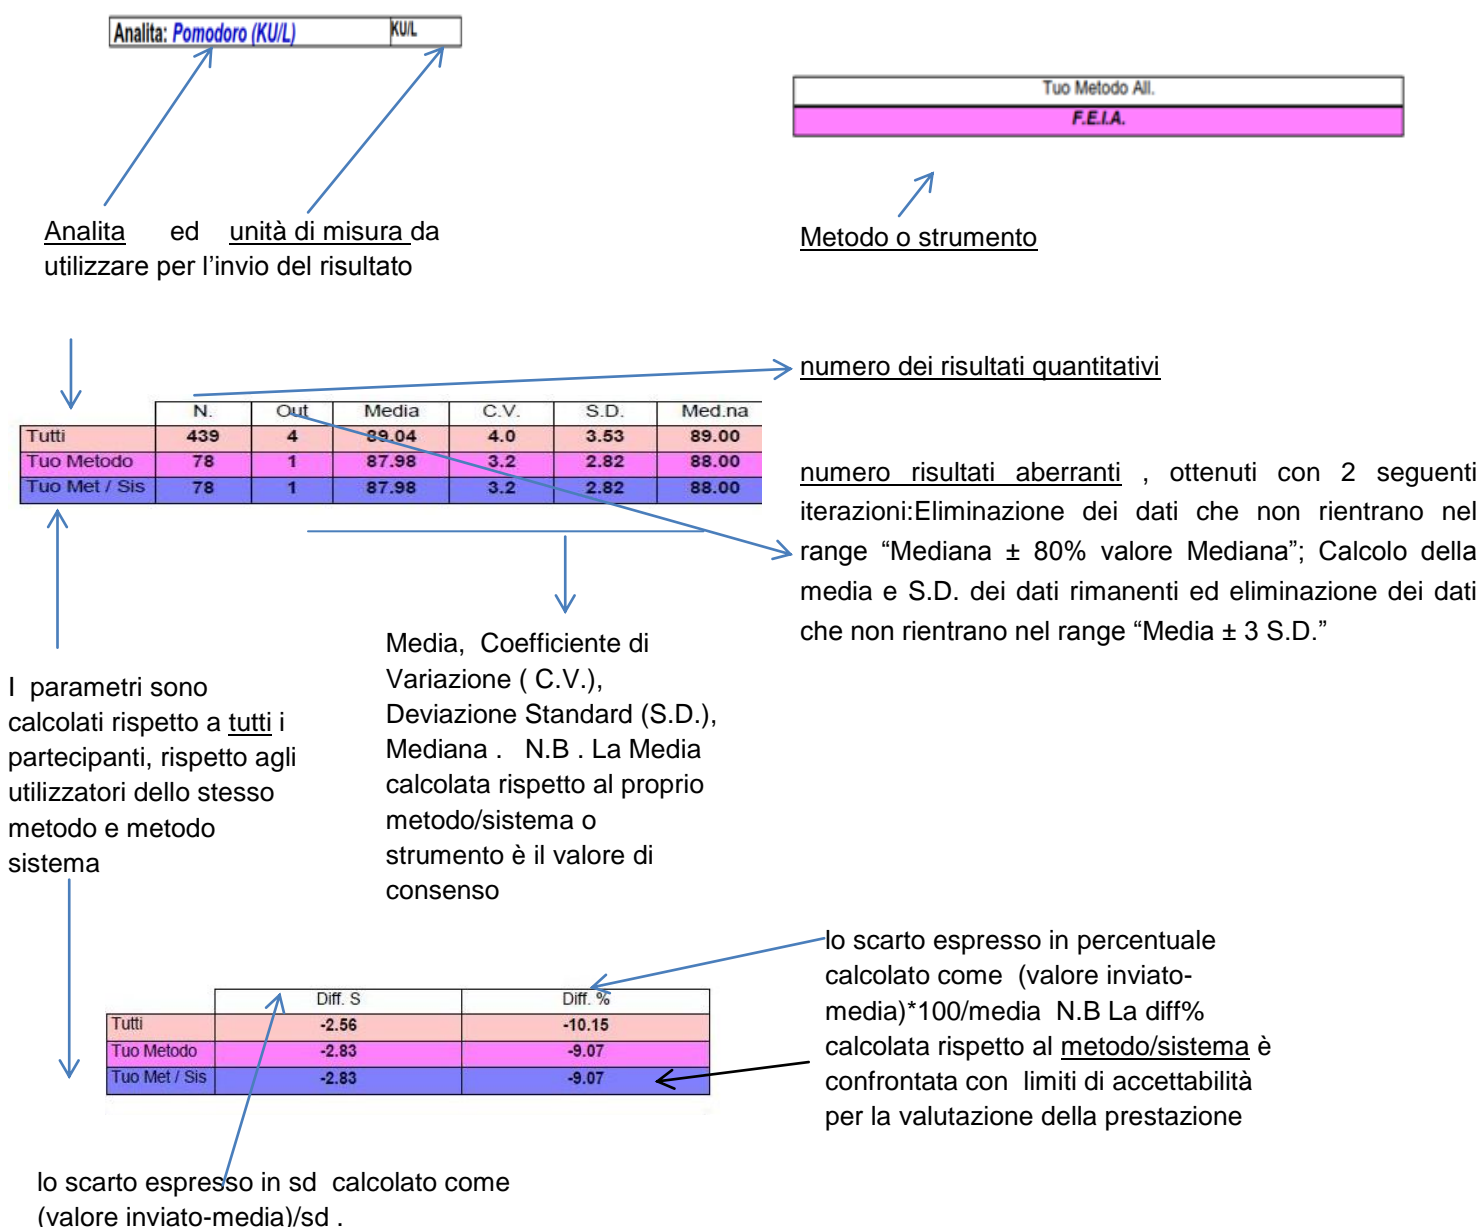 Analita: Pomodoro (KU/L) KU/L
Tuo Metodo All.
F.E.I.A.
Analita ed unità di misura da
utilizzare per l’invio del risultato
Metodo o strumento
numero dei risultati quantitativi
N. Out Media C.V. S.D. Med.na
Tutti 439 4 89.04 4.0 3.53 89.00
Tuo Metodo 78 1 87.98 3.2 2.82 88.00
Tuo Met / Sis 78 1 87.98 3.2 2.82 88.00
numero risultati aberranti , ottenuti con 2 seguenti
iterazioni:Eliminazione dei dati che non rientrano nel
range “Mediana ± 80% valore Mediana”; Calcolo della
media e S.D. dei dati rimanenti ed eliminazione dei dati
che non rientrano nel range “Media ± 3 S.D.”
I parametri sono
calcolati rispetto a tutti i
partecipanti, rispetto agli
utilizzatori dello stesso
metodo e metodo
sistema
Media, Coefficiente di
Variazione ( C.V.),
Deviazione Standard (S.D.),
Mediana . N.B . La Media
calcolata rispetto al proprio
metodo/sistema o
strumento è il valore di
consenso
Diff. S Diff. %
Tutti -2.56 -10.15
Tuo Metodo -2.83 -9.07
Tuo Met / Sis -2.83 -9.07
lo scarto espresso in percentuale
calcolato come (valore inviato-
media)*100/media N.B La diff%
calcolata rispetto al metodo/sistema è
confrontata con limiti di accettabilità
per la valutazione della prestazione
lo scarto espresso in sd calcolato come
(valore inviato-media)/sd .